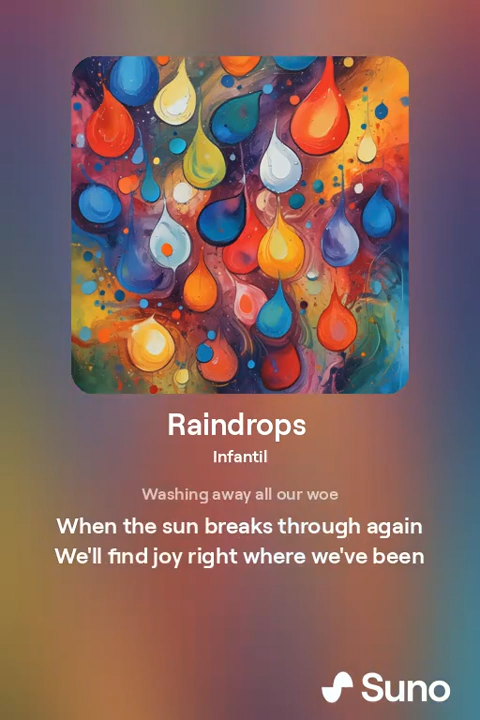 Raindrops
Infantil
Washing away all our woe
When the sun breaks through again
We'll find joy right where we've been
Suno